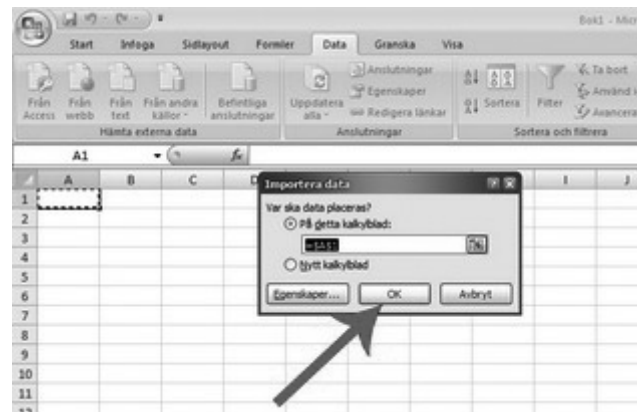 Bok1 - Micr
Start Infoga Sidlayout Formler Data Granska Visa
Från Access
Från webb
Från text
Från andra källor
Befintliga anslutningar
Hämta externa data
Uppdatera alla
Anslutningar
Egenskaper
Redigera länkar
Anslutningar
Sortera
Filter
Ta bort
Använd i
Avancera
Sortera och filtrera
A1 fx
A B C D I J
1
2
3
4
5
6
7
8
9
10
11
12
Importera data
Var ska data placeras?
På detta kalkylblad:
=$A$1
Nytt kalkylblad
Egenskaper... OK Avbryt